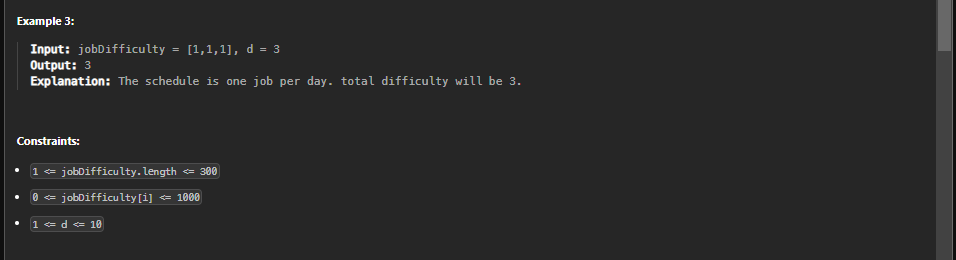 Example 3:
Input: jobDifficulty = [1,1,1], d = 3
Output: 3
Explanation: The schedule is one job per day. total difficulty will be 3.
Constraints:
• 1 <= jobDifficulty.length <= 300
• 0 <= jobDifficulty[i] <= 1000
• 1 <= d <= 10